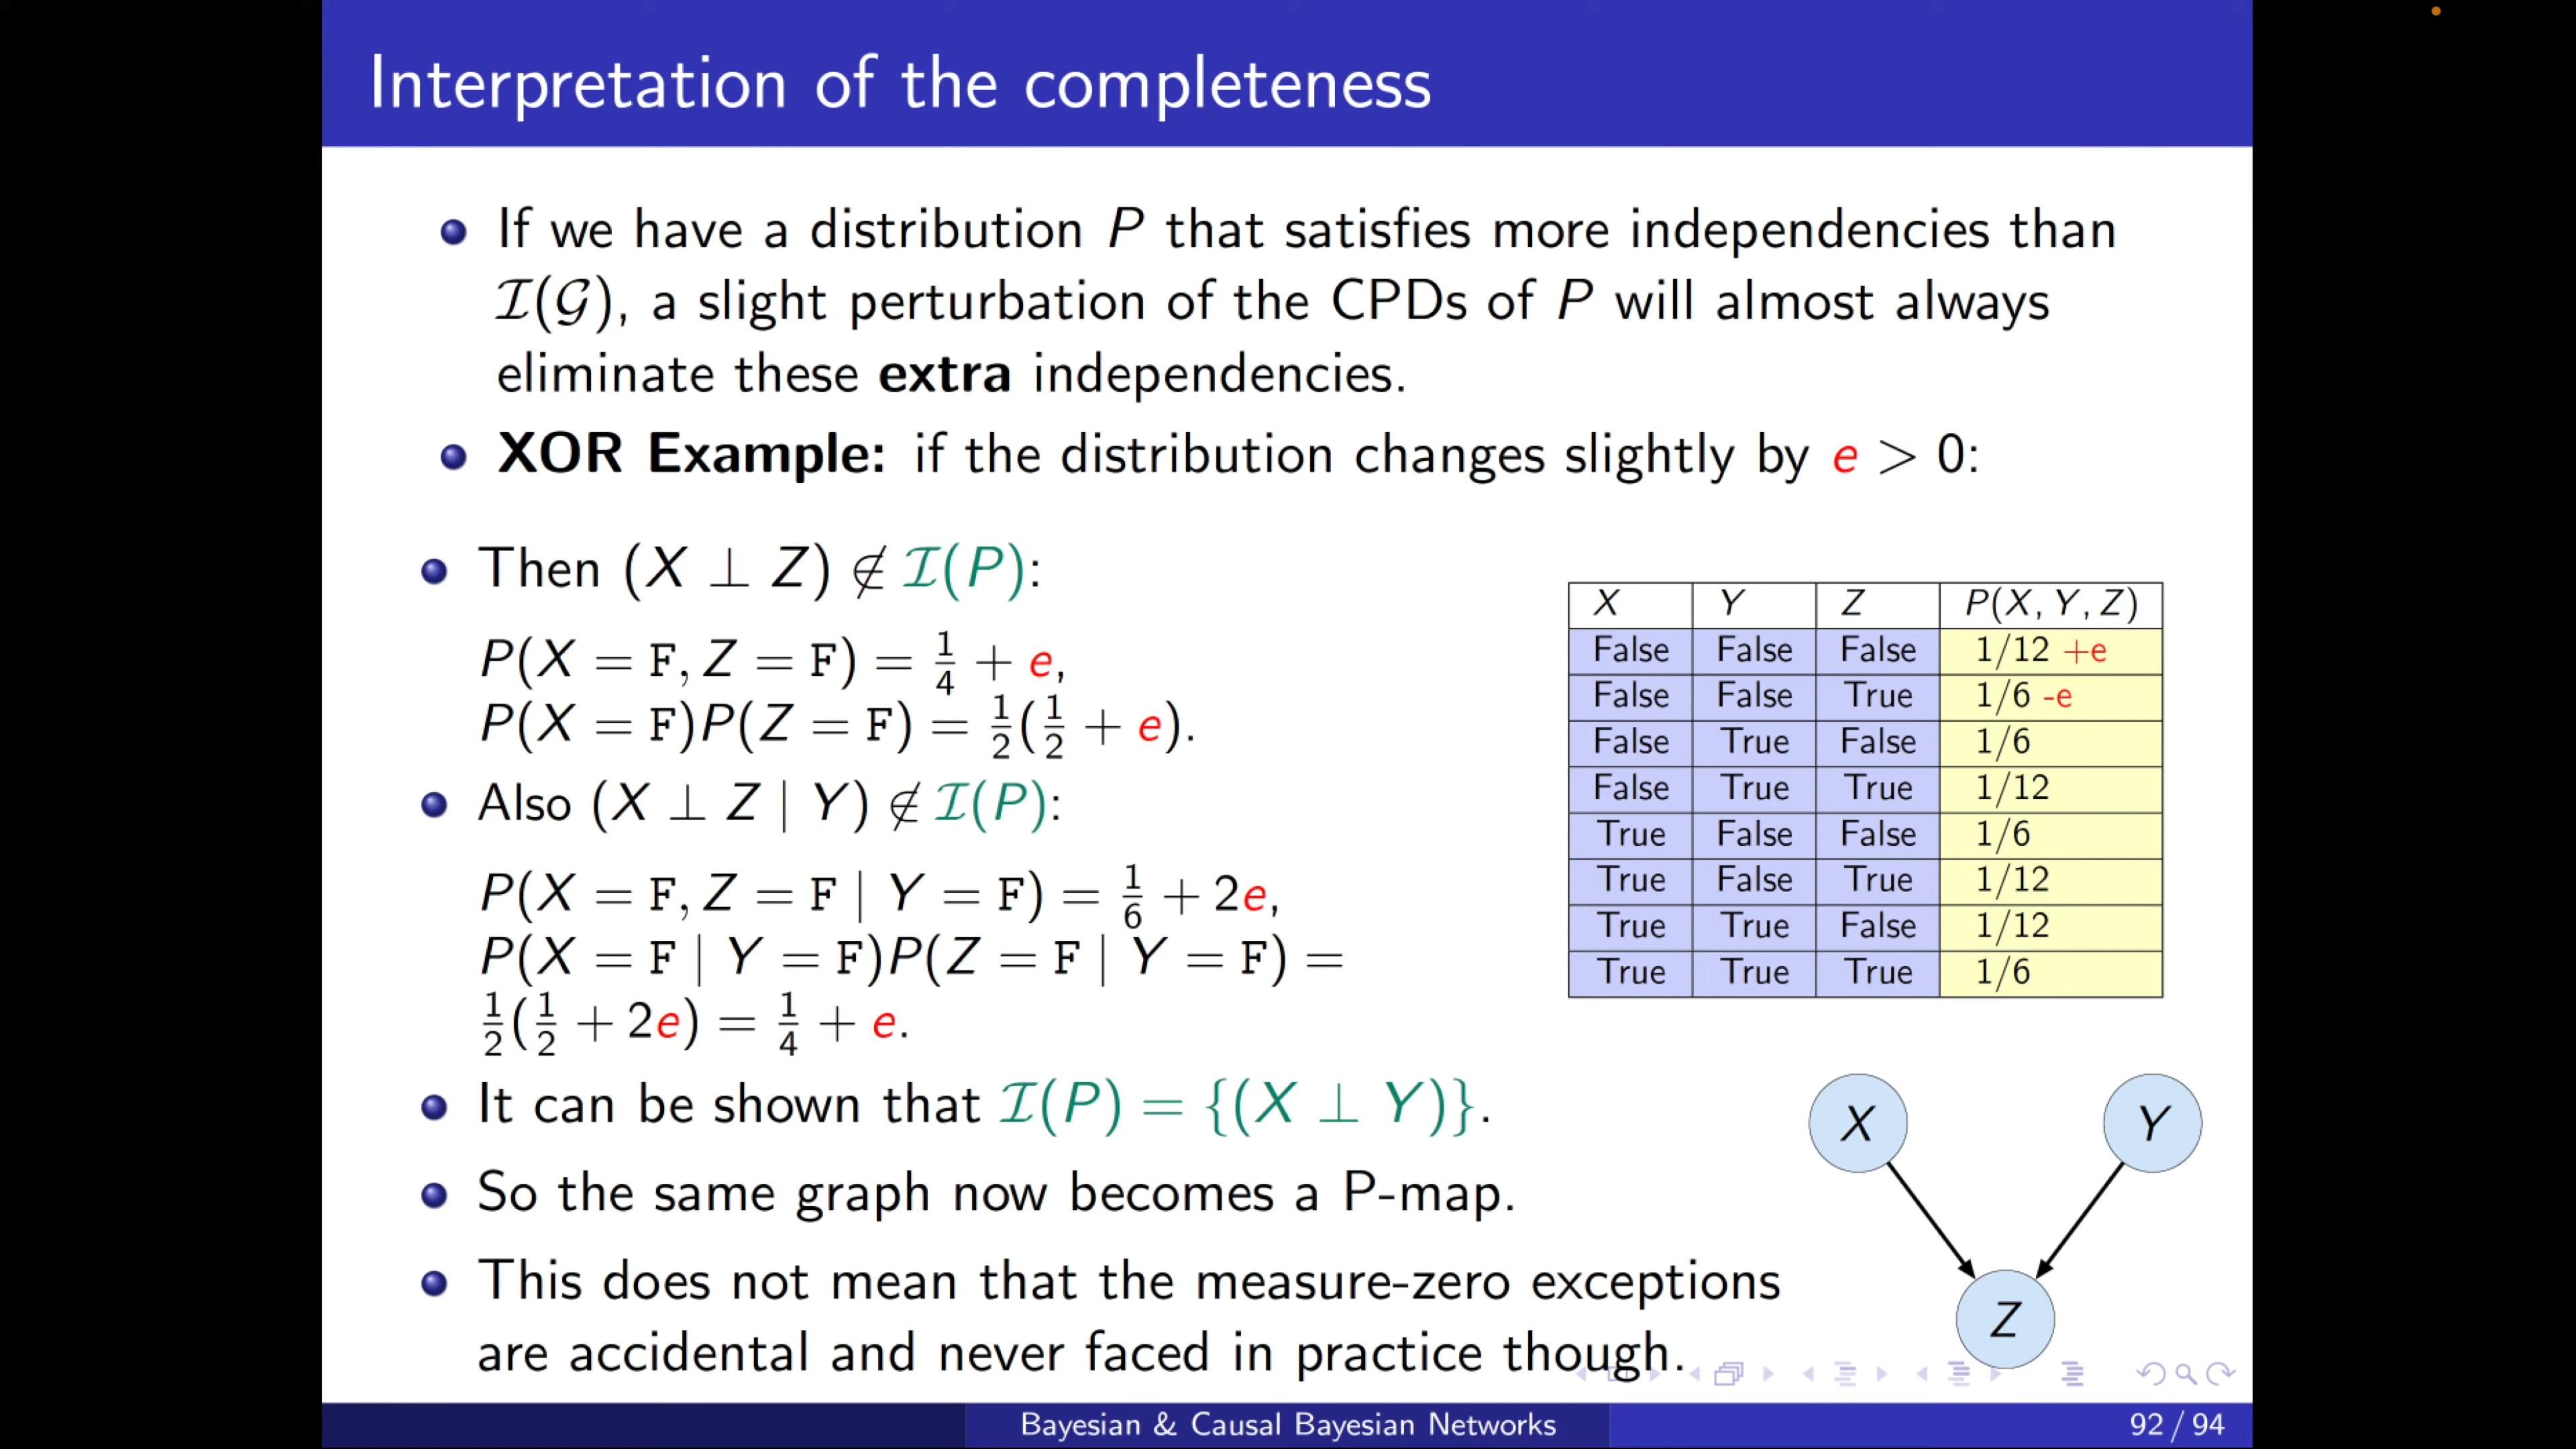 Interpretation of the completeness
If we have a distribution P that satisfies more independencies than
ℐ(𝒢), a slight perturbation of the CPDs of P will almost always
eliminate these extra independencies.
XOR Example: if the distribution changes slightly by e > 0:
Then (X ⊥ Z) ∉ ℐ(P):
P(X = F, Z = F) = 1/4 + e,
P(X = F)P(Z = F) = 1/2(1/2 + e).
Also (X ⊥ Z | Y) ∉ ℐ(P):
P(X = F, Z = F | Y = F) = 1/6 + 2e,
P(X = F | Y = F)P(Z = F | Y = F) =
1/2(1/2 + 2e) = 1/4 + e.
It can be shown that ℐ(P) = {(X ⊥ Y)}.
So the same graph now becomes a P-map.
This does not mean that the measure-zero exceptions
are accidental and never faced in practice though.
X Y Z P(X, Y, Z)
False False False 1/12 +e
False False True 1/6 -e
False True False 1/6
False True True 1/12
True False False 1/6
True False True 1/12
True True False 1/12
True True True 1/6
X Y
Z
Bayesian & Causal Bayesian Networks 92 / 94